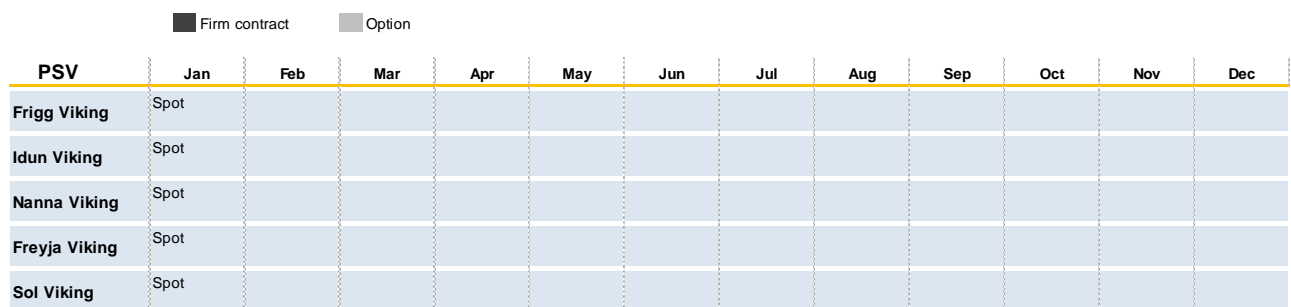 Firm contract Option
PSV Jan Feb Mar Apr May Jun Jul Aug Sep Oct Nov Dec
Frigg Viking Spot
Idun Viking Spot
Nanna Viking Spot
Freyja Viking Spot
Sol Viking Spot